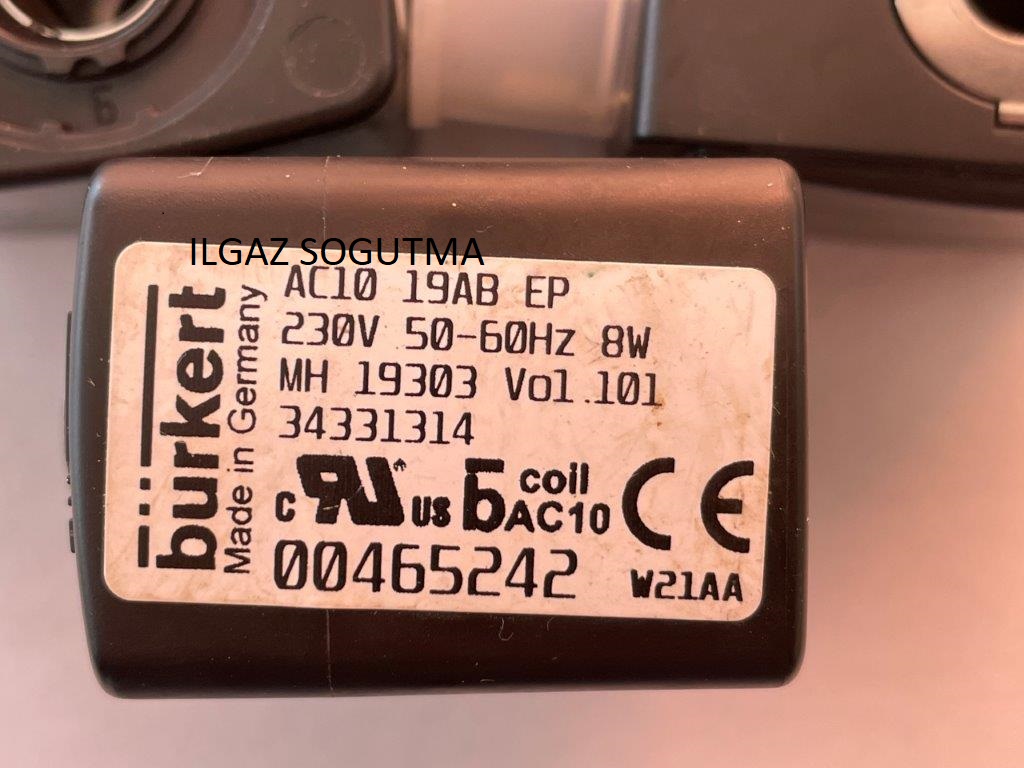 ILGAZ SOGUTMA
bürkert
Made in Germany
AC10 19AB EP
230V 50-60Hz 8W
MH 19303 Vol.101
34331314
c RU US b coil AC10 CE
00465242 W21AA